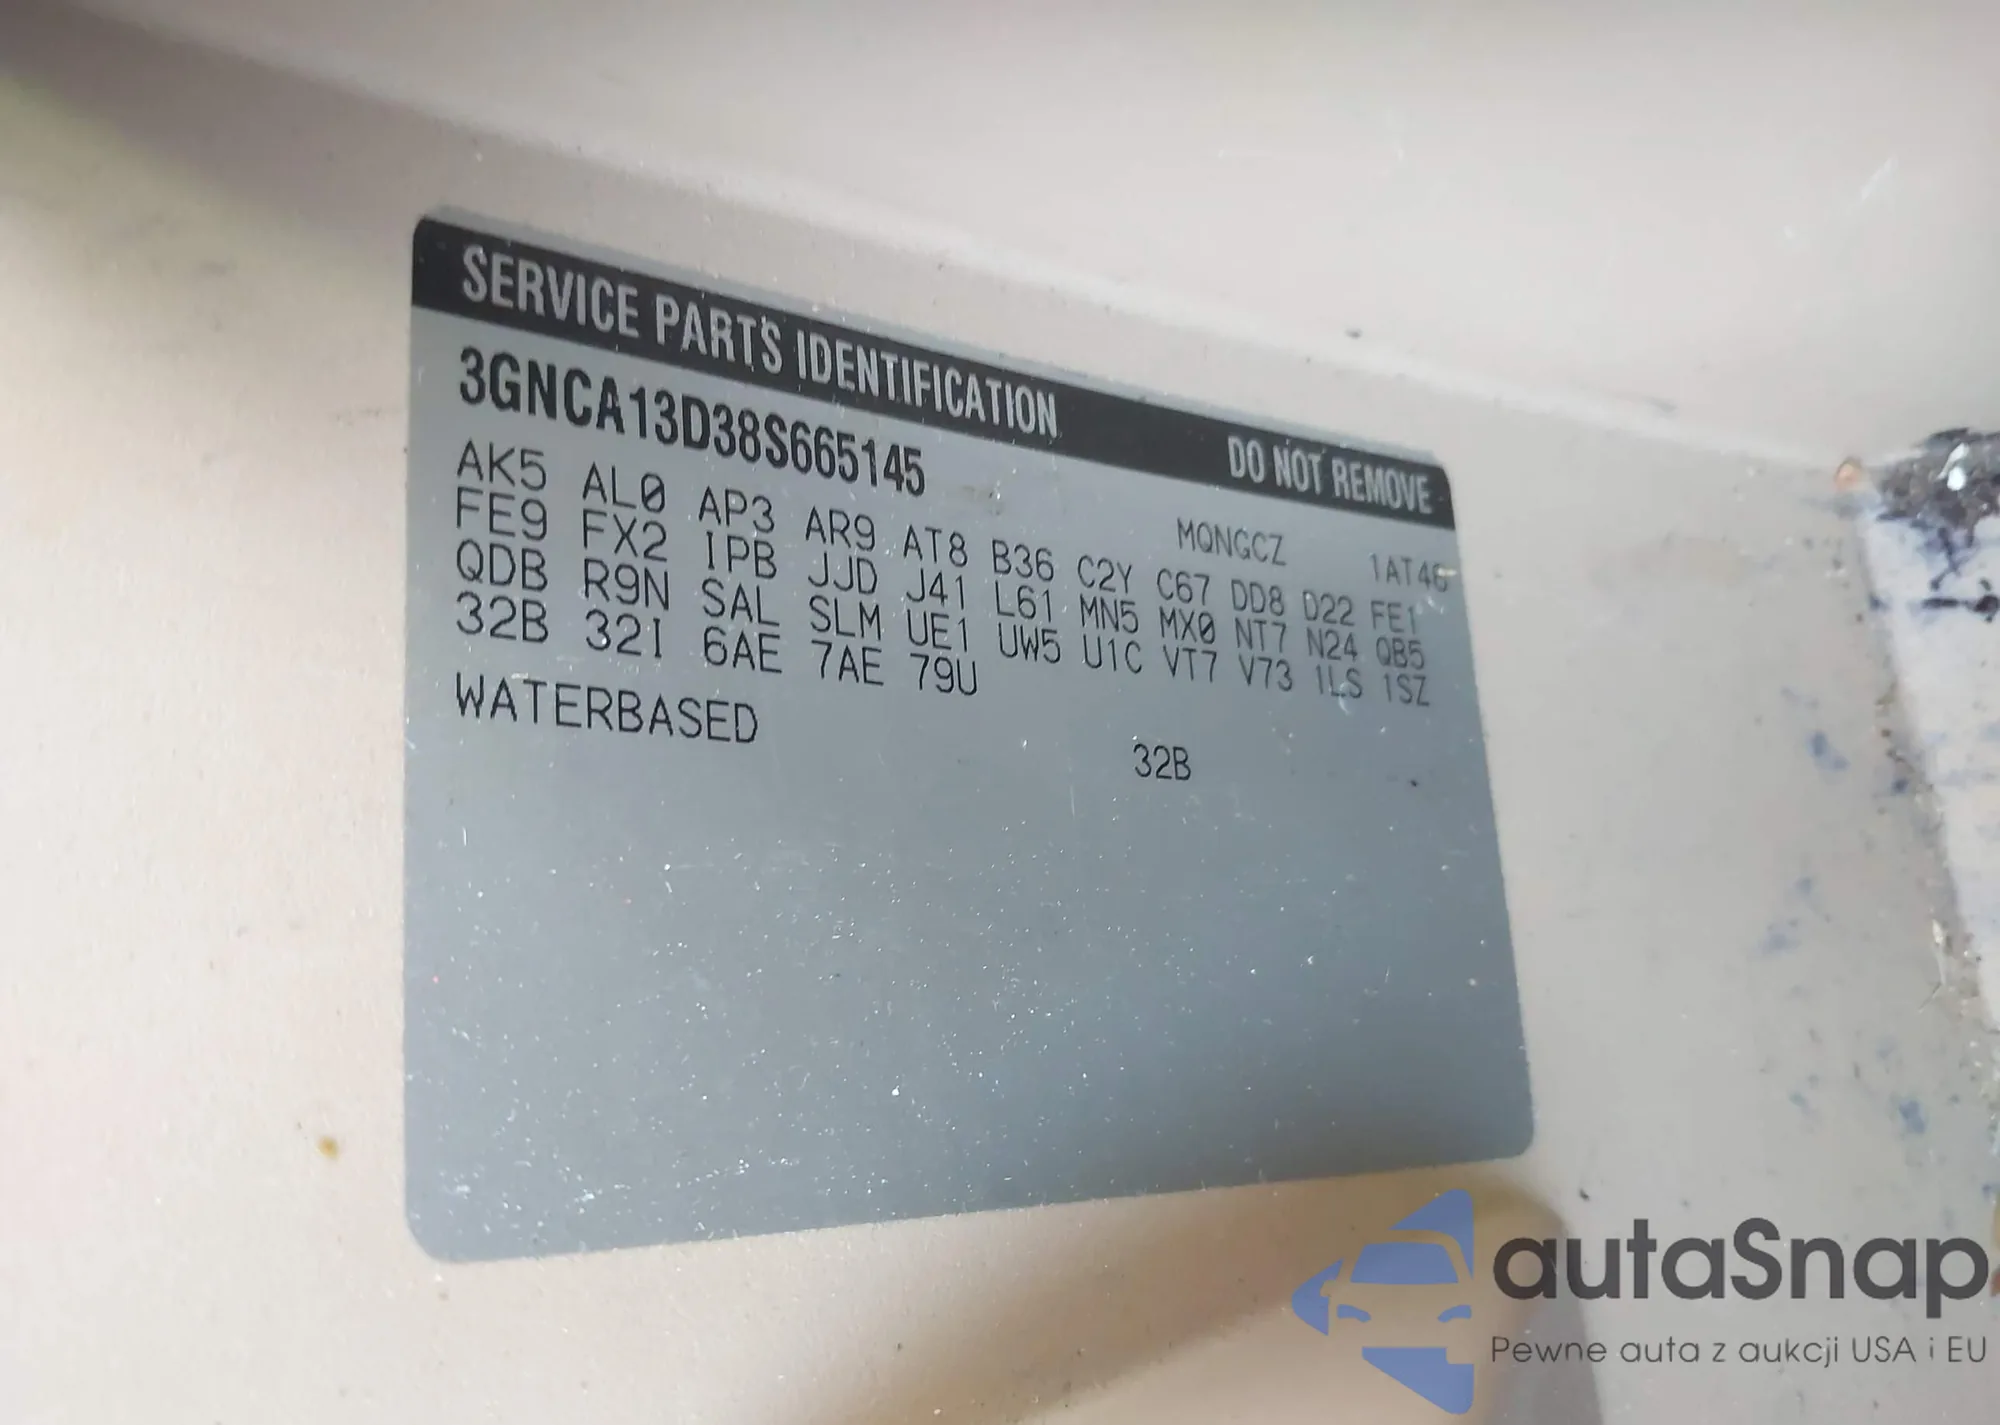 SERVICE PARTS IDENTIFICATION DO NOT REMOVE
3GNCA13D38S665145 MQNGCZ 1AT46
AK5 AL0 AP3 AR9 AT8 B36 C2Y C67 DD8 D22 FE1
FE9 FX2 IPB JJD J41 L61 MN5 MX0 NT7 N24 QB5
QDB R9N SAL SLM UE1 UW5 U1C VT7 V73 1LS 1SZ
32B 32I 6AE 7AE 79U
WATERBASED 32B
autaSnap
Pewne auta z aukcji USA i EU